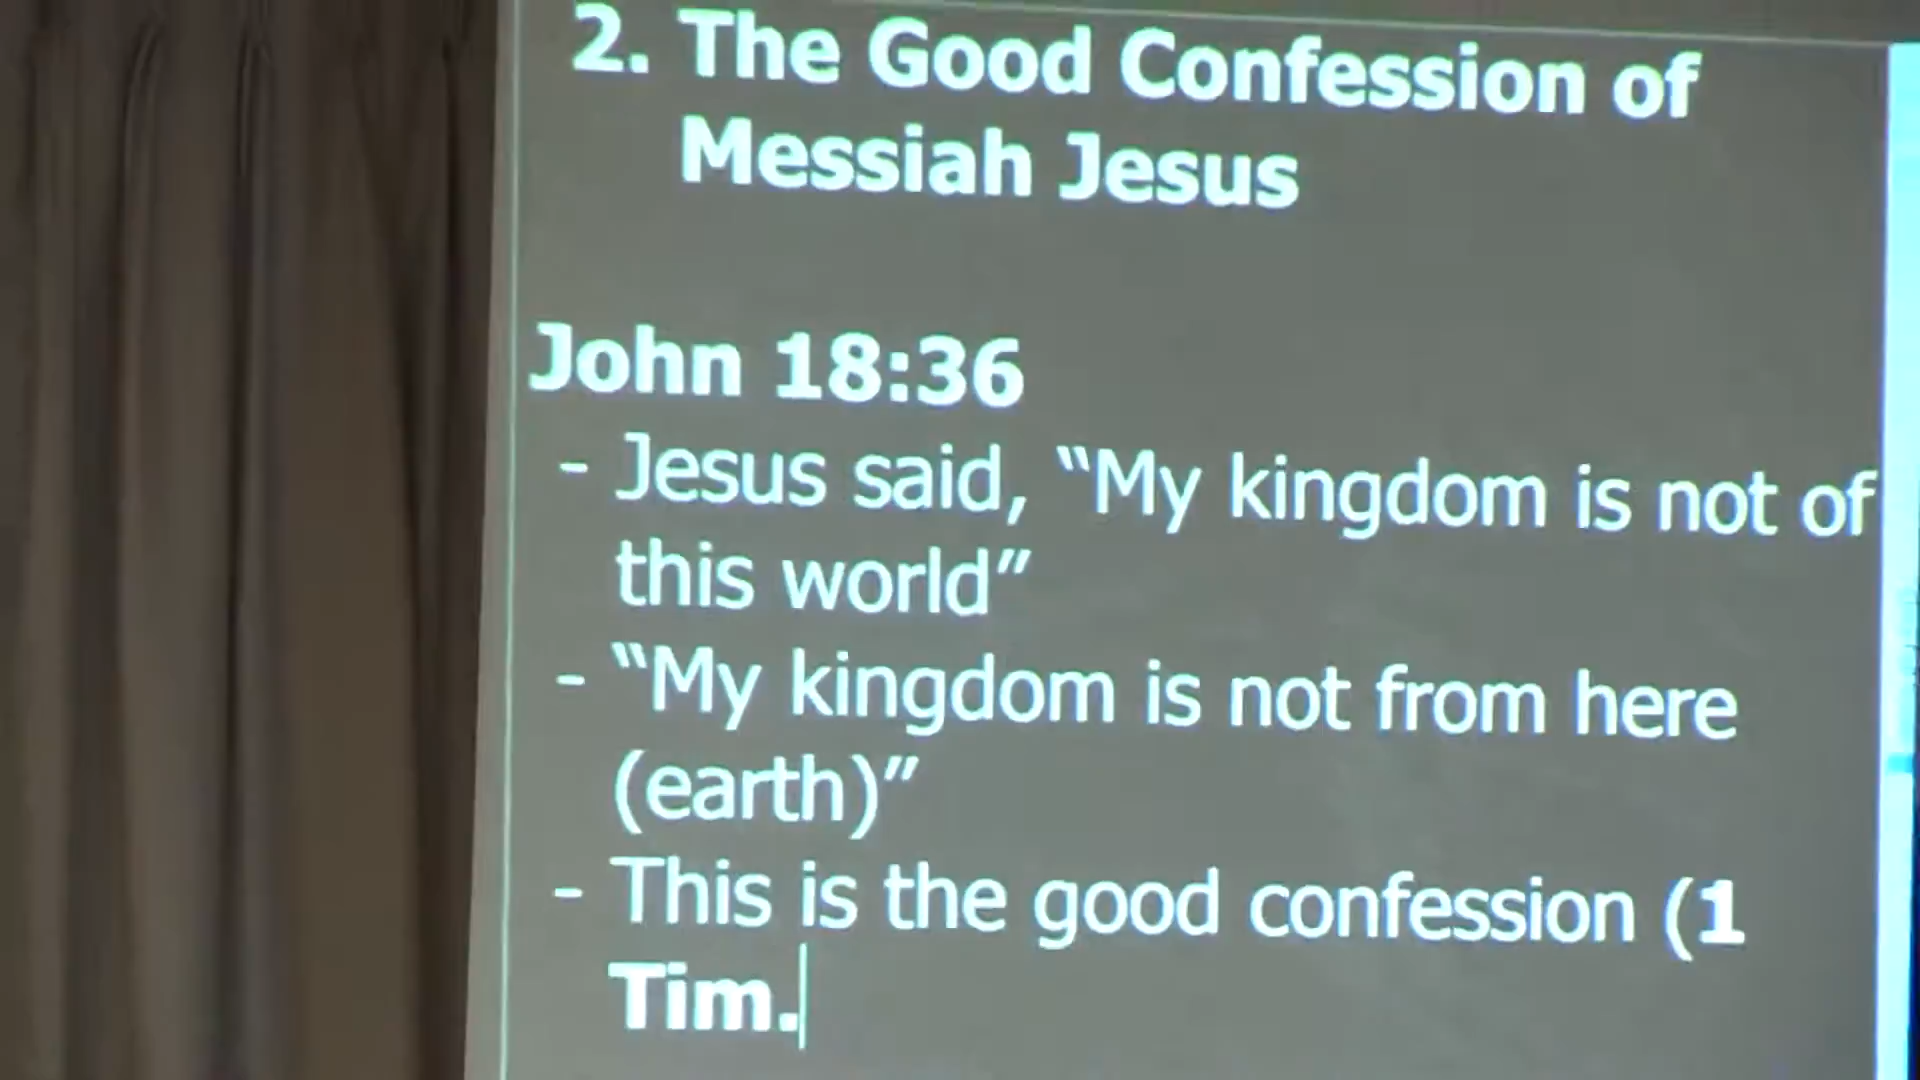 2. The Good Confession of
Messiah Jesus
John 18:36
- Jesus said, “My kingdom is not of
this world”
- “My kingdom is not from here
(earth)”
- This is the good confession (1
Tim.